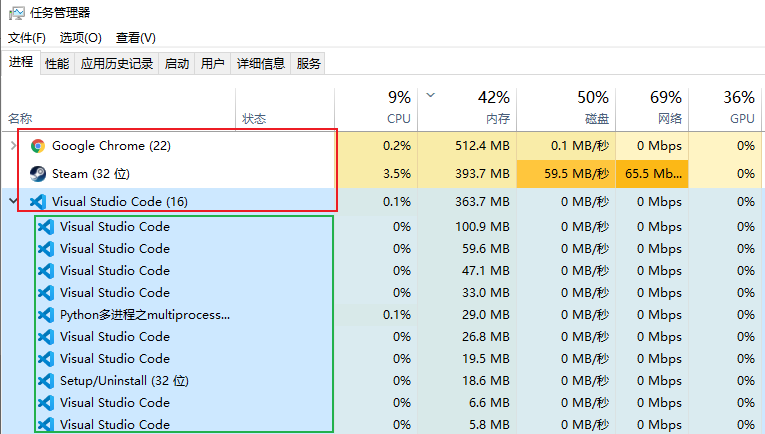 任务管理器
文件(F) 选项(O) 查看(V)
进程 性能 应用历史记录 启动 用户 详细信息 服务
9% 42% 50% 69% 36%
名称 状态 CPU 内存 磁盘 网络 GPU
Google Chrome (22) 0.2% 512.4 MB 0.1 MB/秒 0 Mbps 0%
Steam (32 位) 3.5% 393.7 MB 59.5 MB/秒 65.5 Mb... 0%
Visual Studio Code (16) 0.1% 363.7 MB 0 MB/秒 0 Mbps 0%
Visual Studio Code 0% 100.9 MB 0 MB/秒 0 Mbps 0%
Visual Studio Code 0% 59.6 MB 0 MB/秒 0 Mbps 0%
Visual Studio Code 0% 47.1 MB 0 MB/秒 0 Mbps 0%
Visual Studio Code 0% 33.0 MB 0 MB/秒 0 Mbps 0%
Python多进程之multiprocess... 0.1% 29.0 MB 0 MB/秒 0 Mbps 0%
Visual Studio Code 0% 26.8 MB 0 MB/秒 0 Mbps 0%
Visual Studio Code 0% 19.5 MB 0 MB/秒 0 Mbps 0%
Setup/Uninstall (32 位) 0% 18.6 MB 0 MB/秒 0 Mbps 0%
Visual Studio Code 0% 6.6 MB 0 MB/秒 0 Mbps 0%
Visual Studio Code 0% 5.8 MB 0 MB/秒 0 Mbps 0%